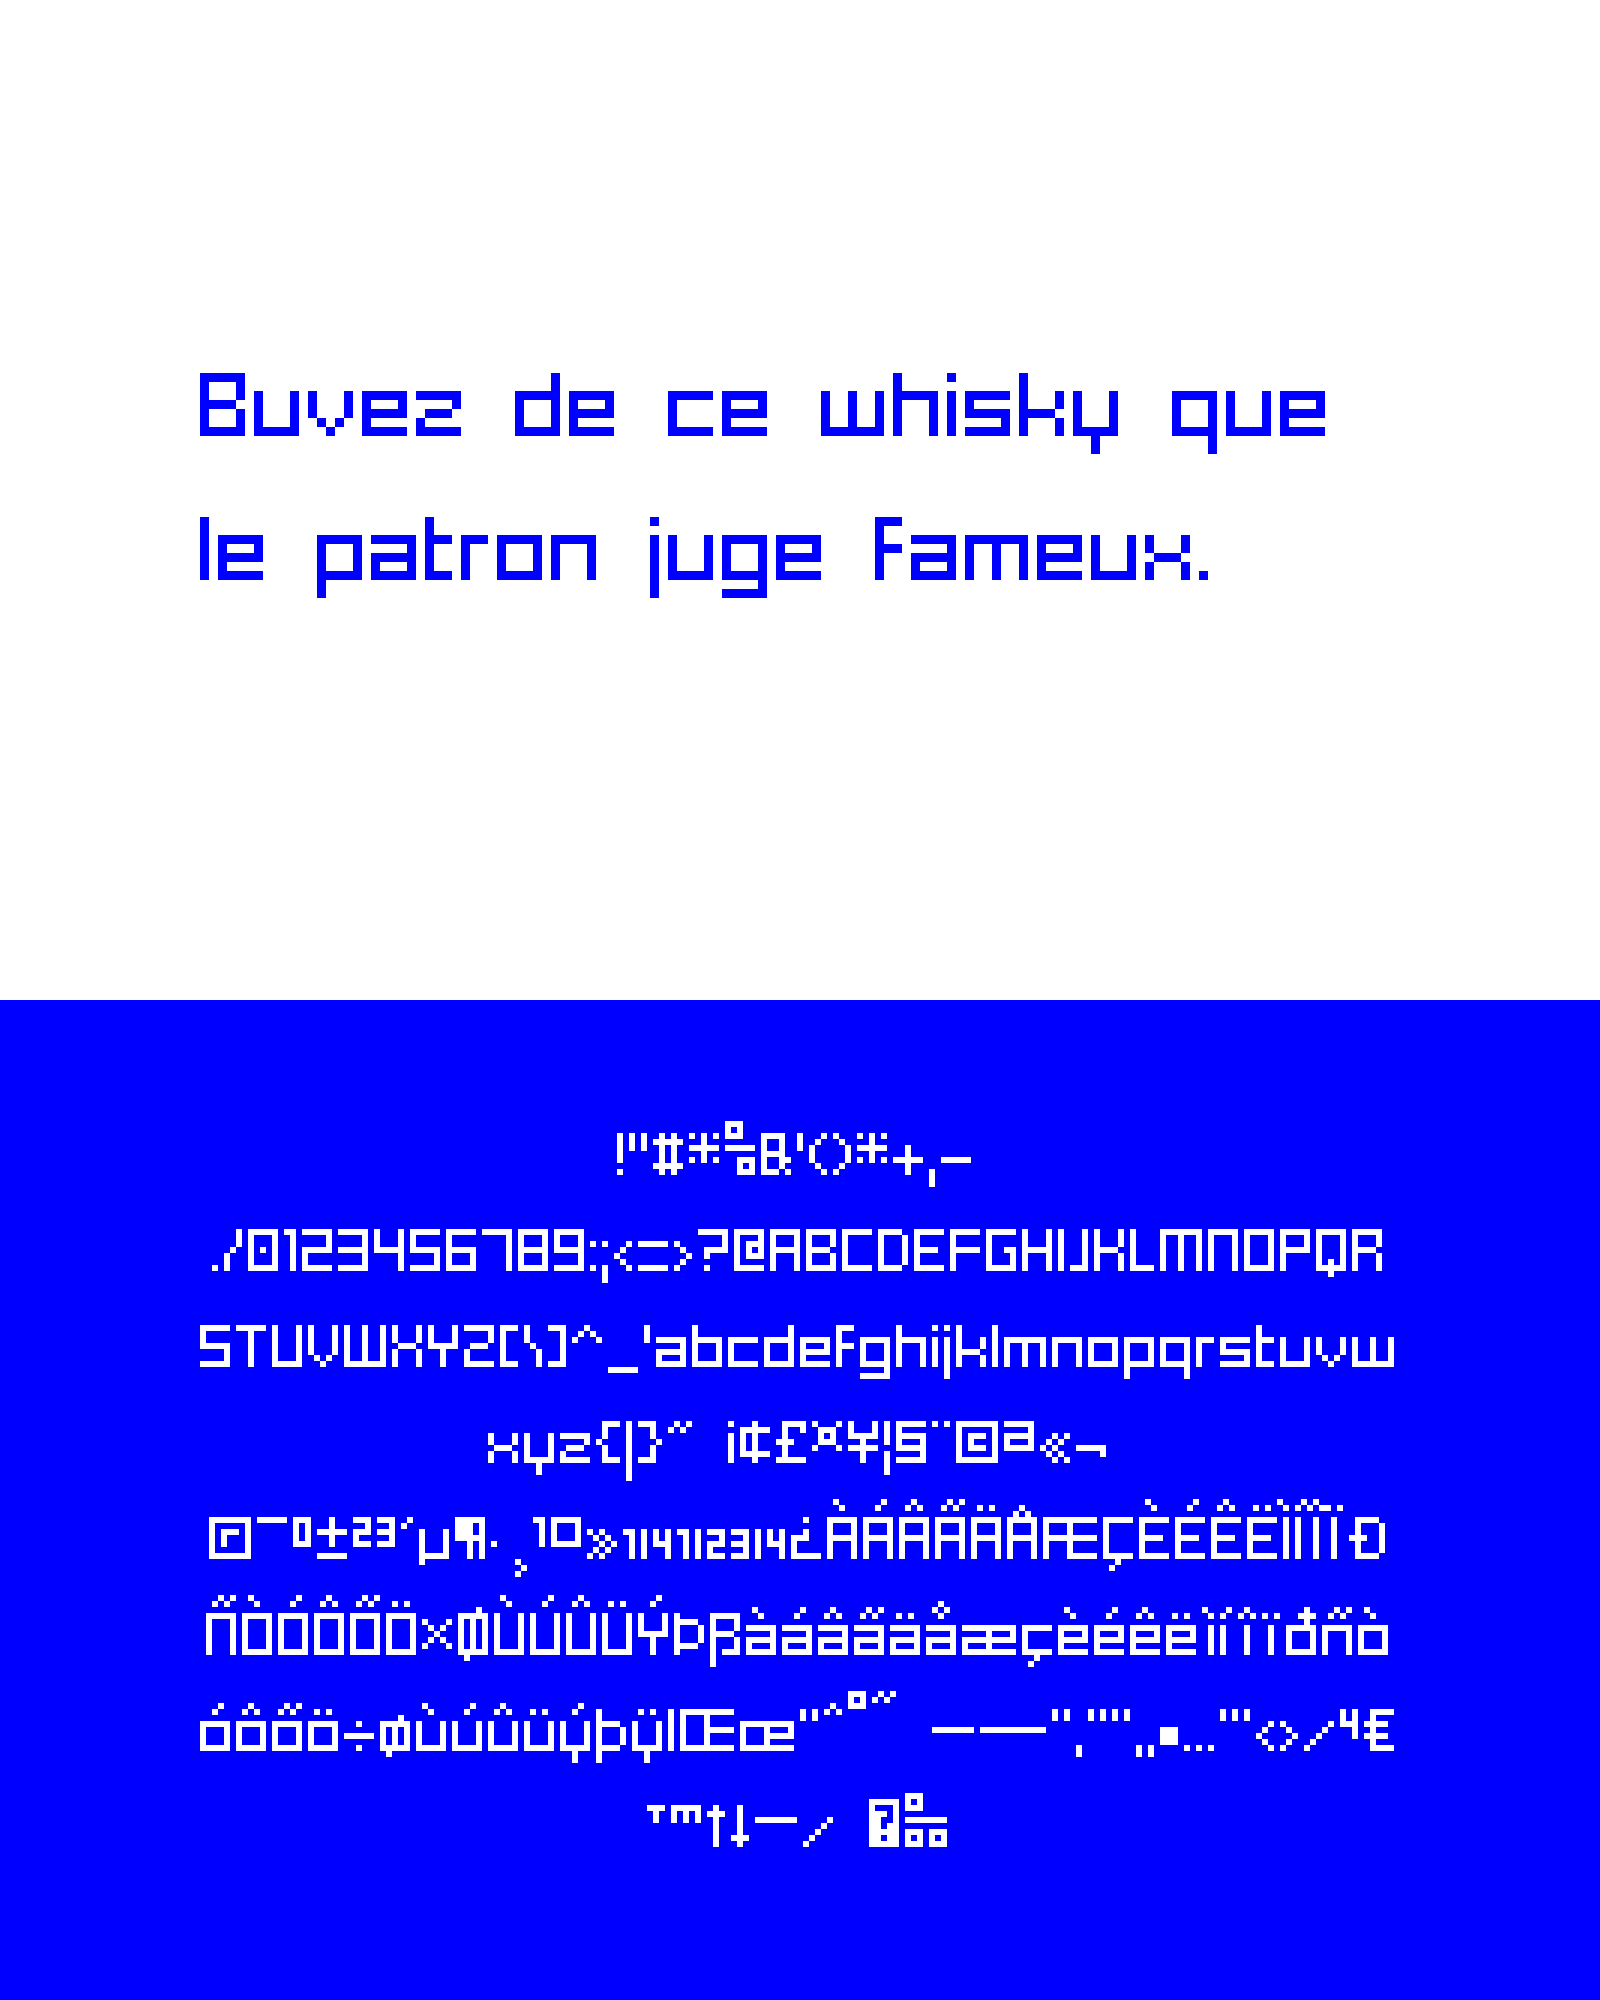 Buvez de ce whisky que
le patron juge fameux.
!"#*%&'()*+,-
./0123456789:;<=>?@ABCDEFGHIJKLMNOPQR
STUVWXYZ[\]^_'abcdefghijklmnopqrstuvw
xyz{|}˜ ¡¢£¤¥¦§¨©ª«¬
®¯°±²³´µ¶·¸¹º»¼½¾¿ÀÁÂÃÄÅÆÇÈÉÊËÌÍÎÏÐ
ÑÒÓÔÕÖ×ØÙÚÛÜÝÞßàáâãäåæçèéêëìíîïðñò
óôõö÷øùúûüýþÿıŒœ˝ˆ˚˜ –—‘’‚“”„•…'"‹›⁄⁴€
™†‡−∕ �‰